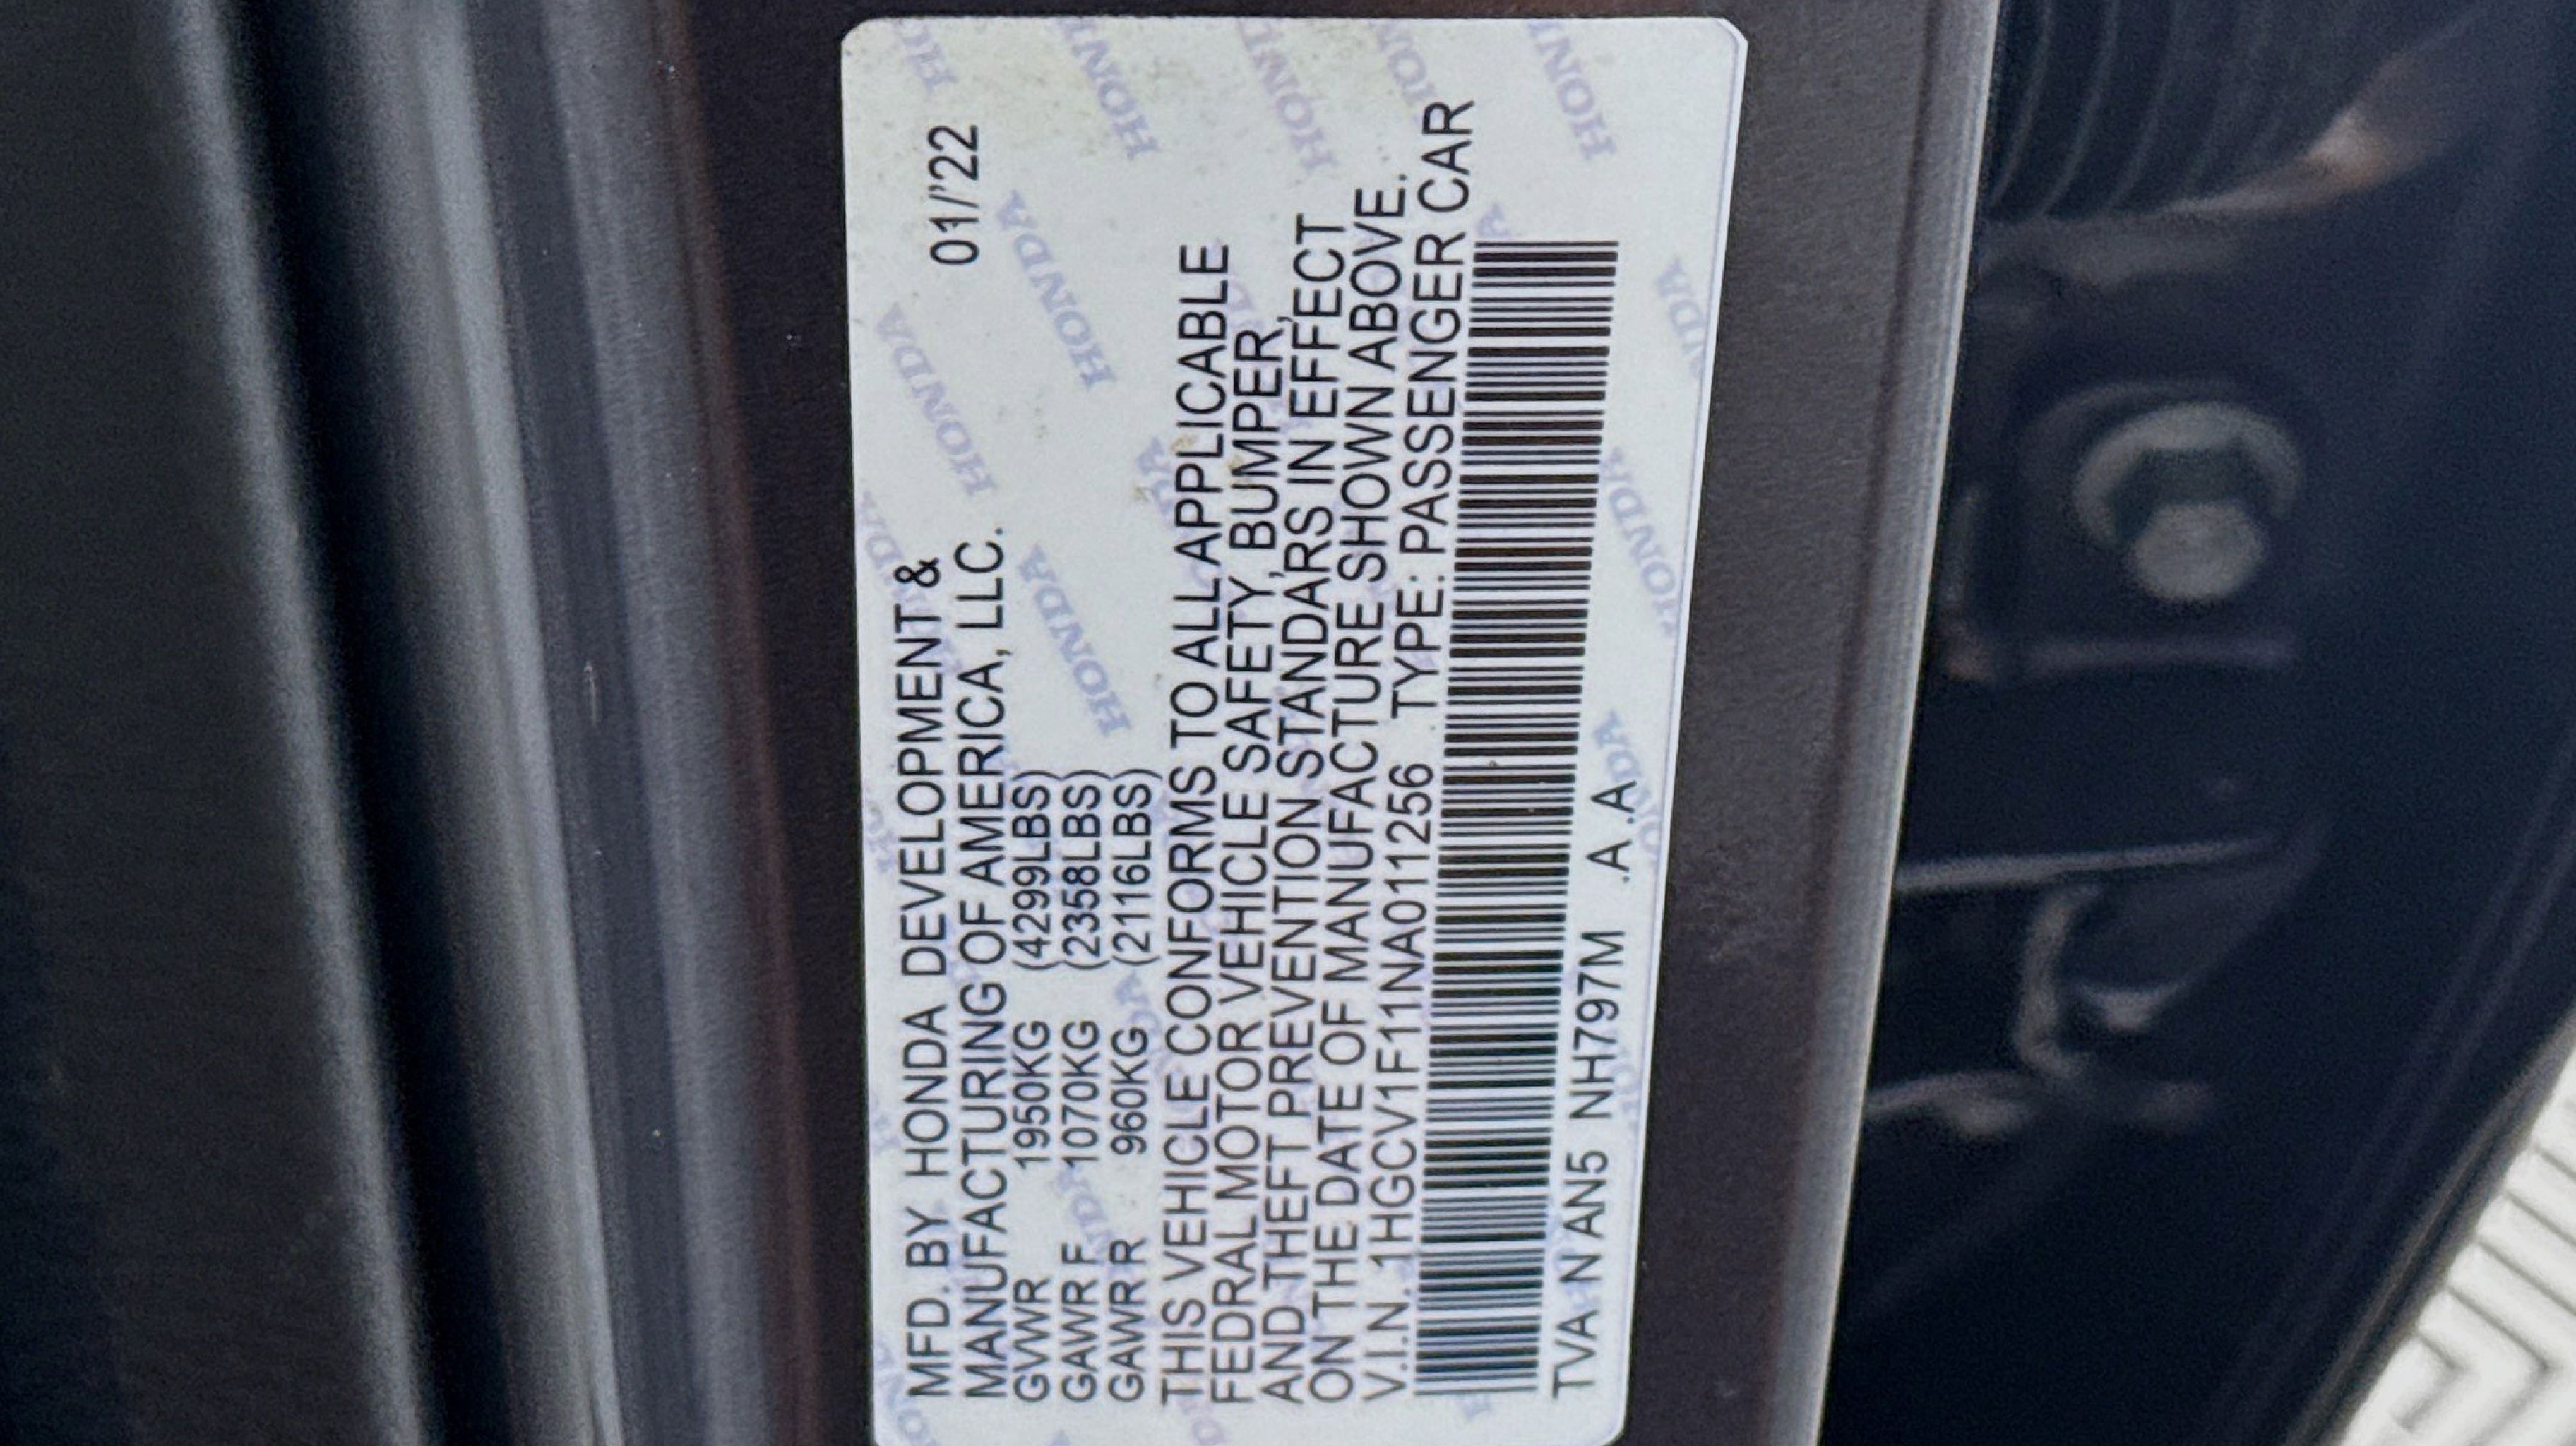 MFD. BY HONDA DEVELOPMENT & 01/'22
MANUFACTURING OF AMERICA, LLC.
GVWR 1950KG (4299LBS)
GAWR F 1070KG (2358LBS)
GAWR R 960KG (2116LBS)
THIS VEHICLE CONFORMS TO ALL APPLICABLE
FEDRAL MOTOR VEHICLE SAFETY, BUMPER,
AND THEFT PREVENTION STANDARS IN EFFECT
ON THE DATE OF MANUFACTURE SHOWN ABOVE.
V.I.N. 1HGCV1F11NA011256 TYPE: PASSENGER CAR
TVA N AN5 NH797M .A .A